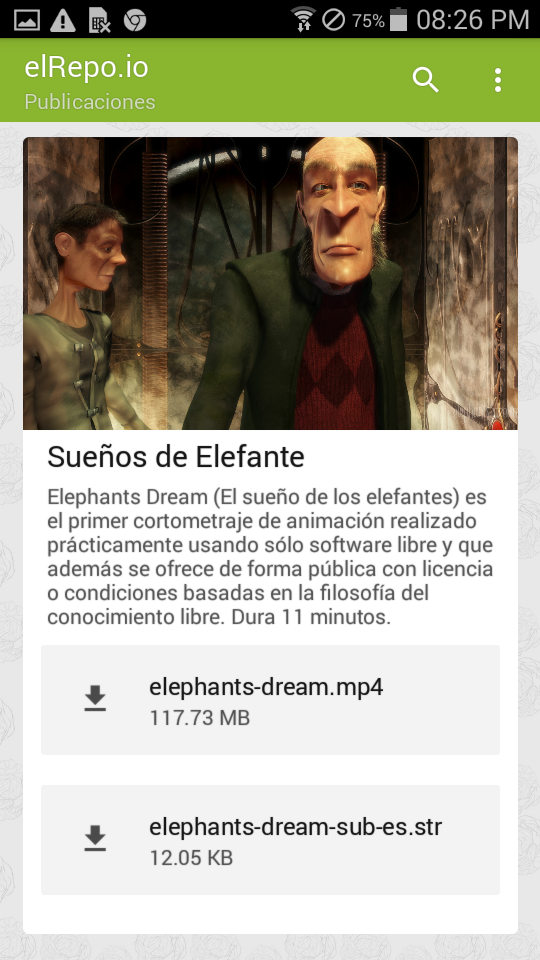 75% 08:26 PM
elRepo.io
Publicaciones
Sueños de Elefante
Elephants Dream (El sueño de los elefantes) es
el primer cortometraje de animación realizado
prácticamente usando sólo software libre y que
además se ofrece de forma pública con licencia
o condiciones basadas en la filosofía del
conocimiento libre. Dura 11 minutos.
elephants-dream.mp4
117.73 MB
elephants-dream-sub-es.str
12.05 KB